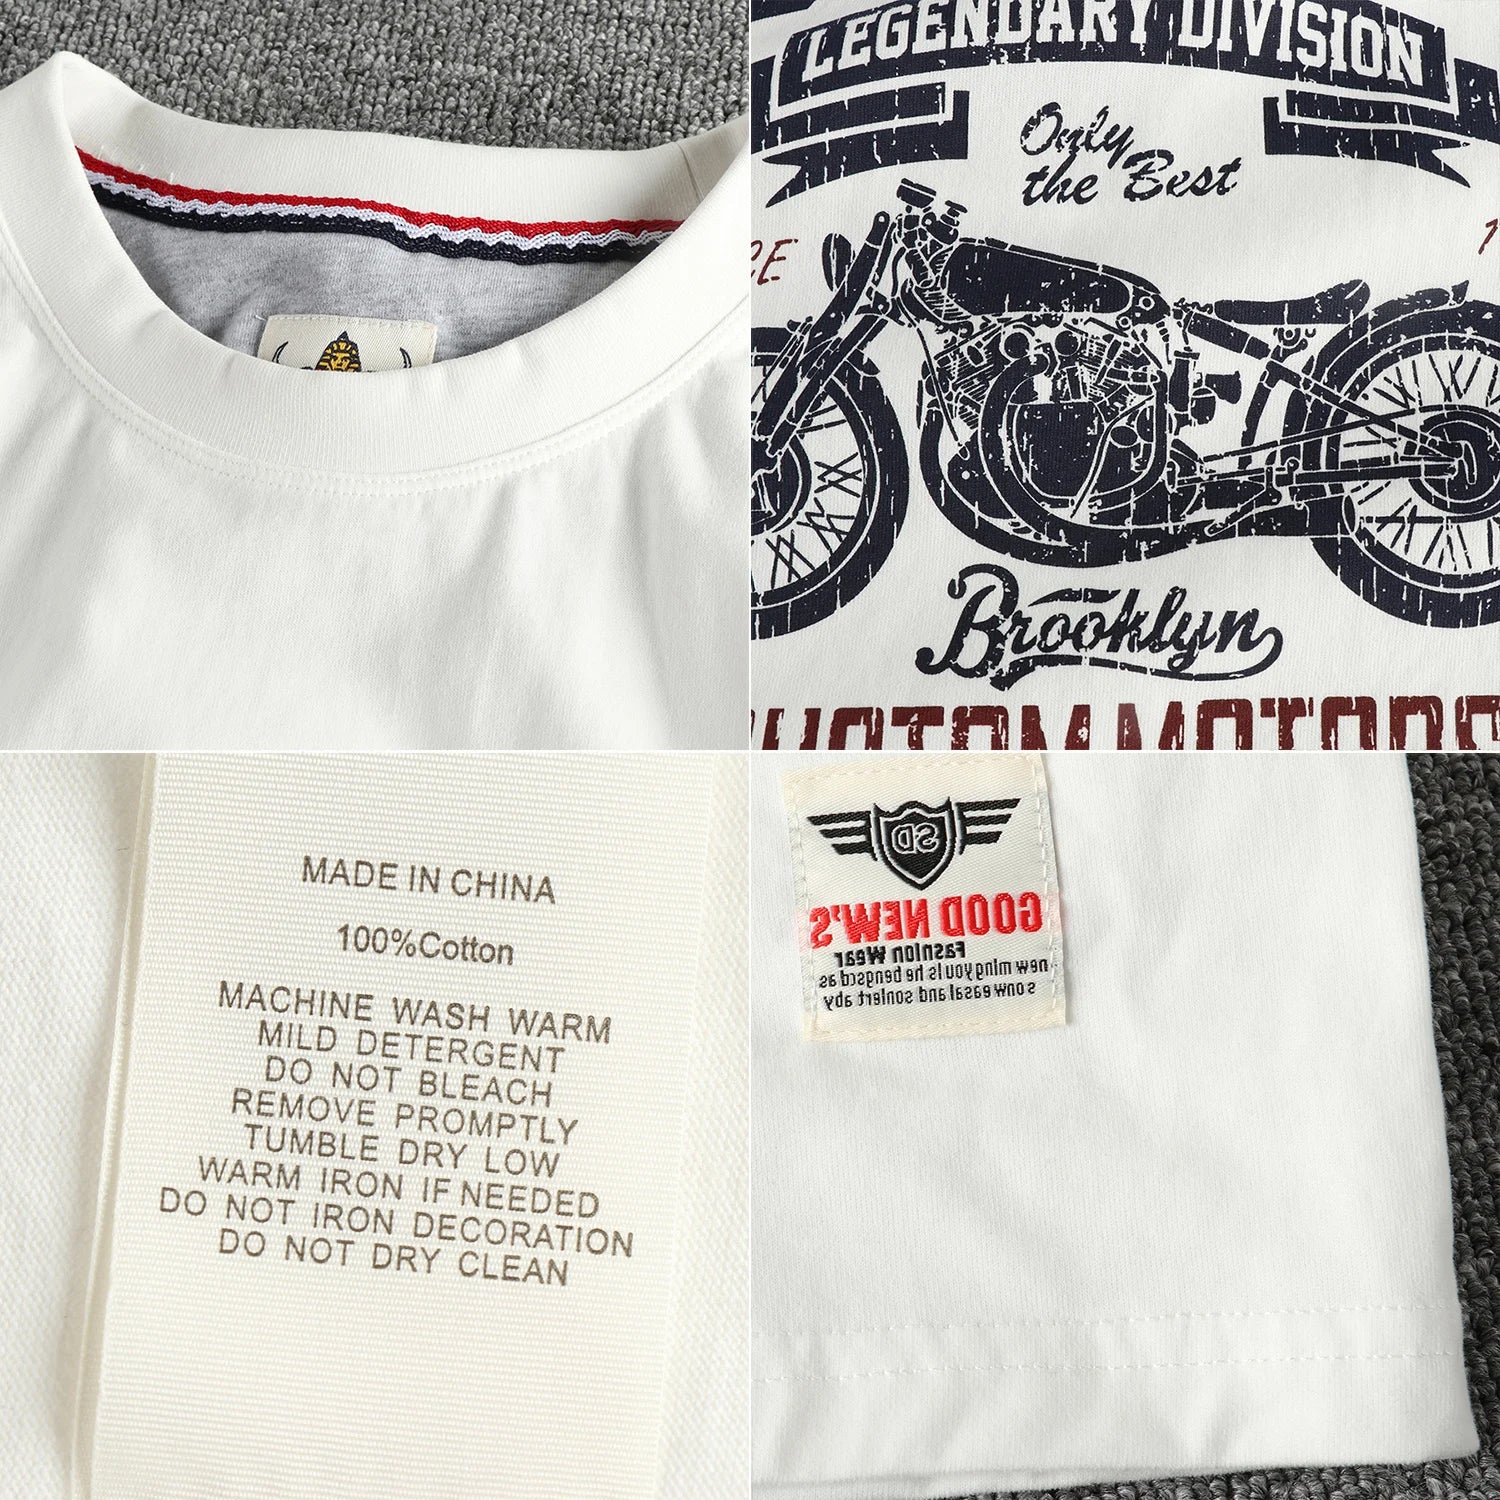 LEGENDARY DIVISION
Only
the Best
Brooklyn
CUSTOM MOTORS
MADE IN CHINA
100%Cotton
MACHINE WASH WARM
MILD DETERGENT
DO NOT BLEACH
REMOVE PROMPTLY
TUMBLE DRY LOW
WARM IRON IF NEEDED
DO NOT IRON DECORATION
DO NOT DRY CLEAN
SD
GOOD NEW'S
Fashion Wear